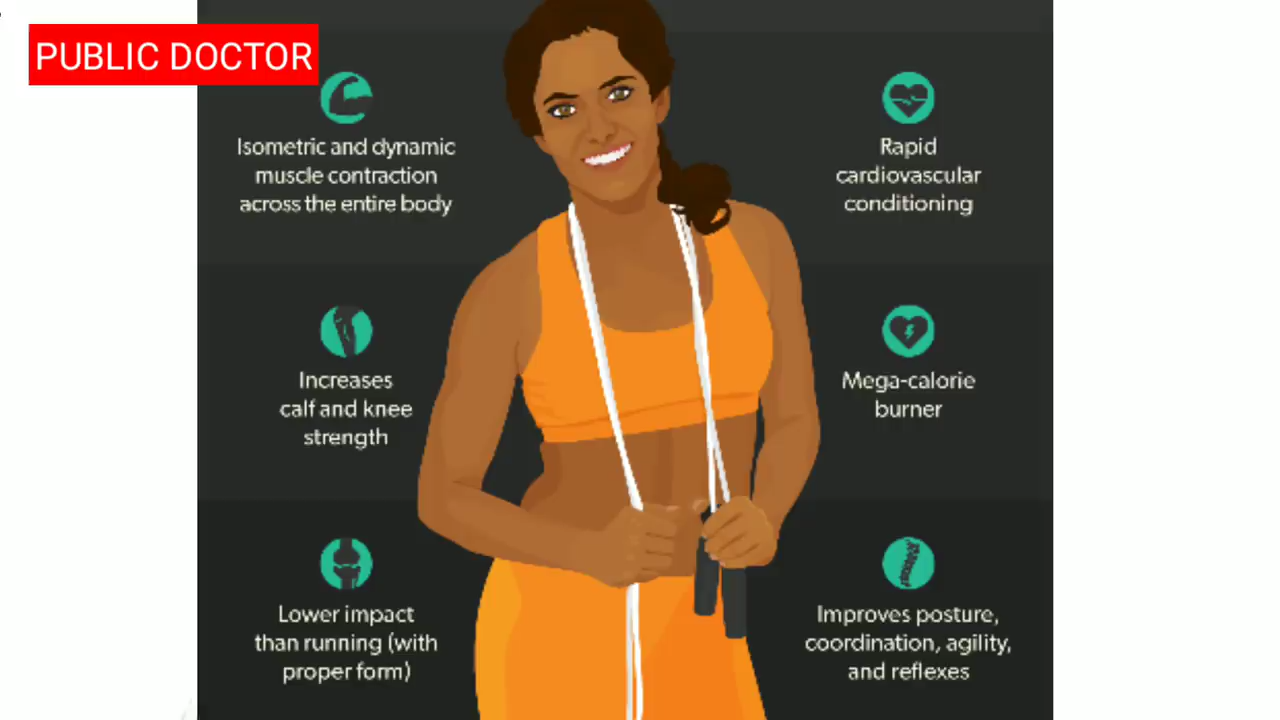 PUBLIC DOCTOR
Isometric and dynamic
muscle contraction
across the entire body
Rapid
cardiovascular
conditioning
Increases
calf and knee
strength
Mega-calorie
burner
Lower impact
than running (with
proper form)
Improves posture,
coordination, agility,
and reflexes